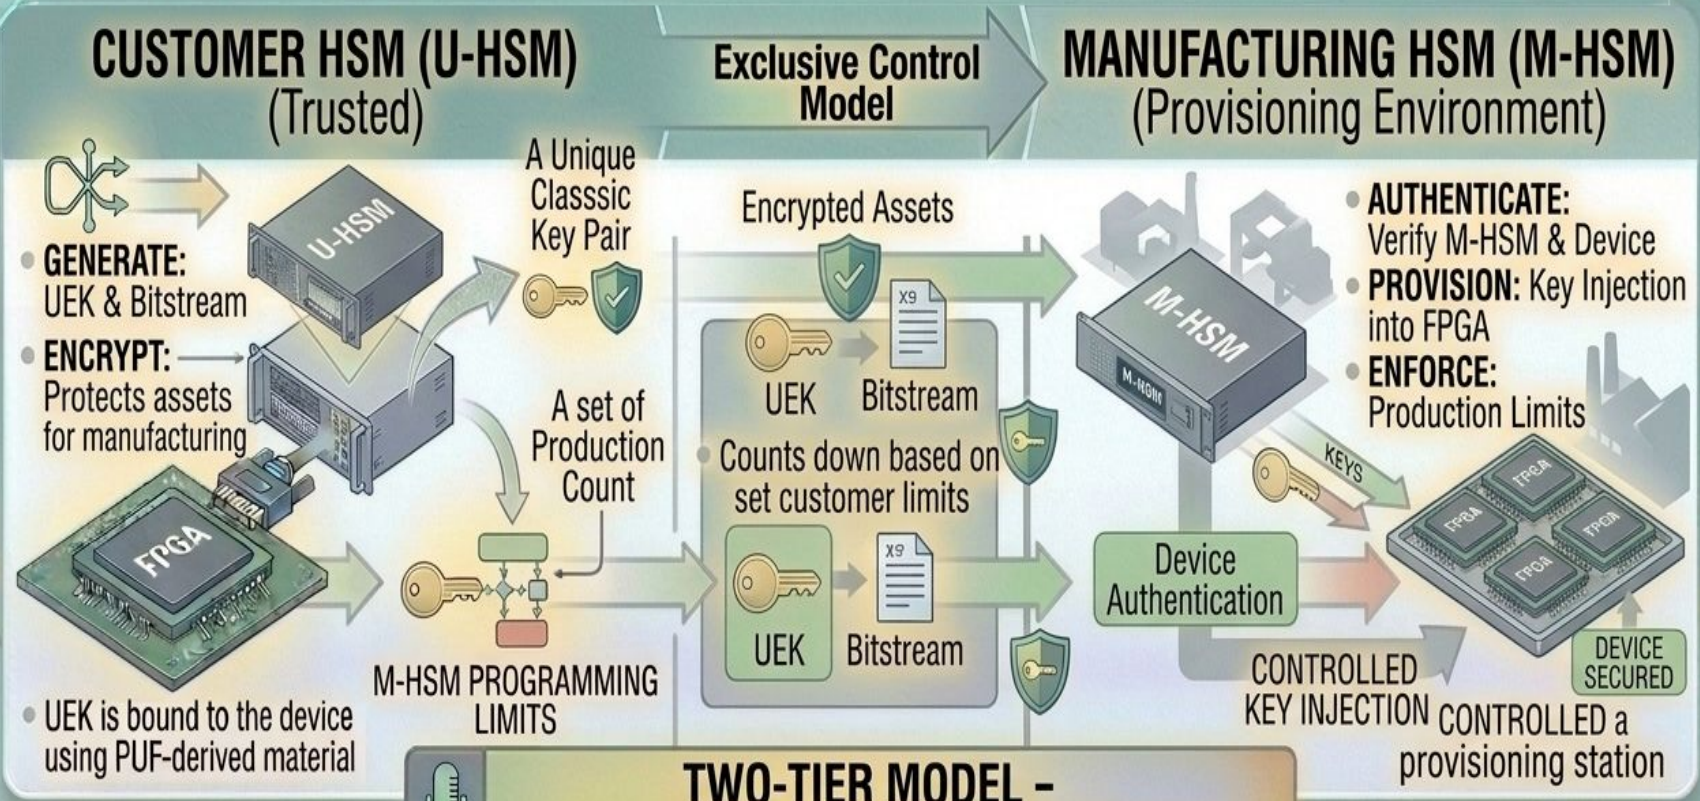 CUSTOMER HSM (U-HSM)
(Trusted)
Exclusive Control
Model
MANUFACTURING HSM (M-HSM)
(Provisioning Environment)
GENERATE:
UEK & Bitstream
ENCRYPT:
Protects assets
for manufacturing
U-HSM
FPGA
UEK is bound to the device
using PUF-derived material
A Unique
Classsic
Key Pair
A set of
Production
Count
M-HSM PROGRAMMING
LIMITS
Encrypted Assets
X9
UEK
Bitstream
Counts down based on
set customer limits
X9
UEK
Bitstream
M-HSM
AUTHENTICATE:
Verify M-HSM & Device
PROVISION: Key Injection
into FPGA
ENFORCE:
Production Limits
KEYS
Device
Authentication
FPGA
CONTROLLED
KEY INJECTION
DEVICE
SECURED
CONTROLLED a
provisioning station
TWO-TIER MODEL –